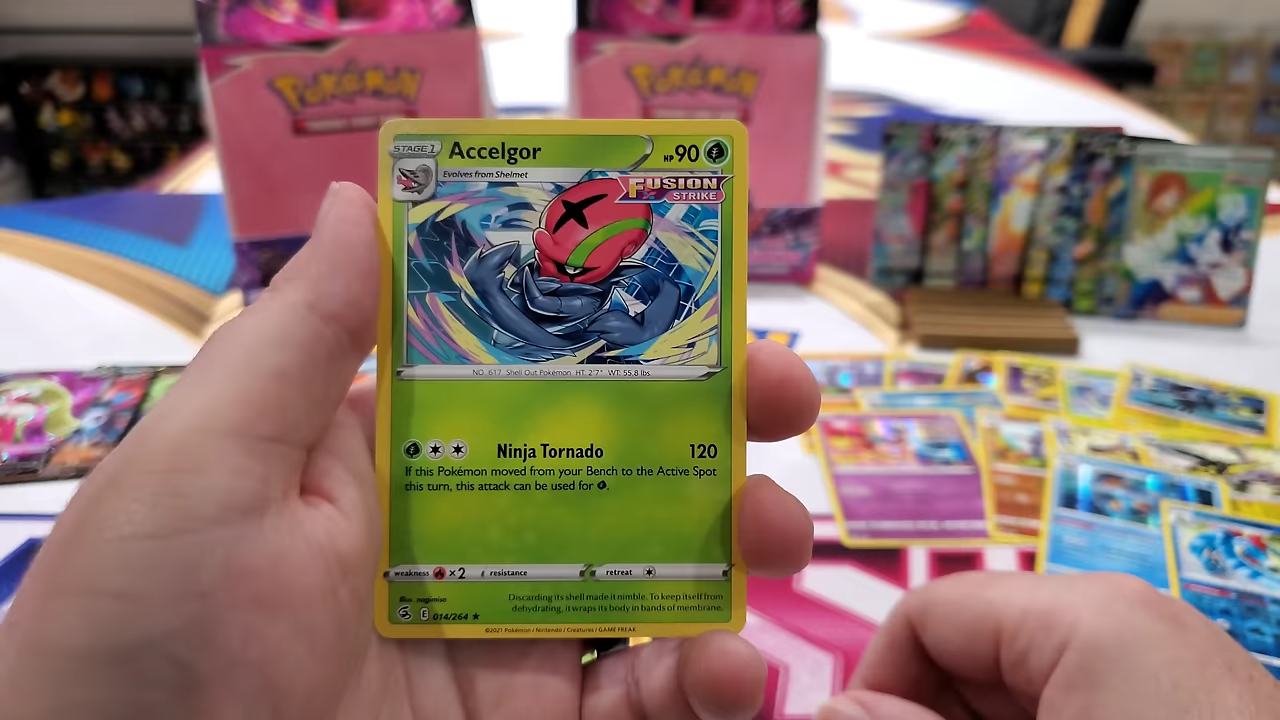 Pokémon
Pokémon
STAGE 1
Accelgor
HP 90
Evolves from Shelmet
FUSION
STRIKE
NO. 617 Shell Out Pokémon HT: 2'7" WT: 55.8 lbs.
Ninja Tornado 120
If this Pokémon moved from your Bench to the Active Spot
this turn, this attack can be used for
weakness ×2 resistance retreat
Illus. nagimiso
Discarding its shell made it nimble. To keep itself from
dehydrating, it wraps its body in bands of membrane.
E 014/264 ★
©2021 Pokémon / Nintendo / Creatures / GAME FREAK